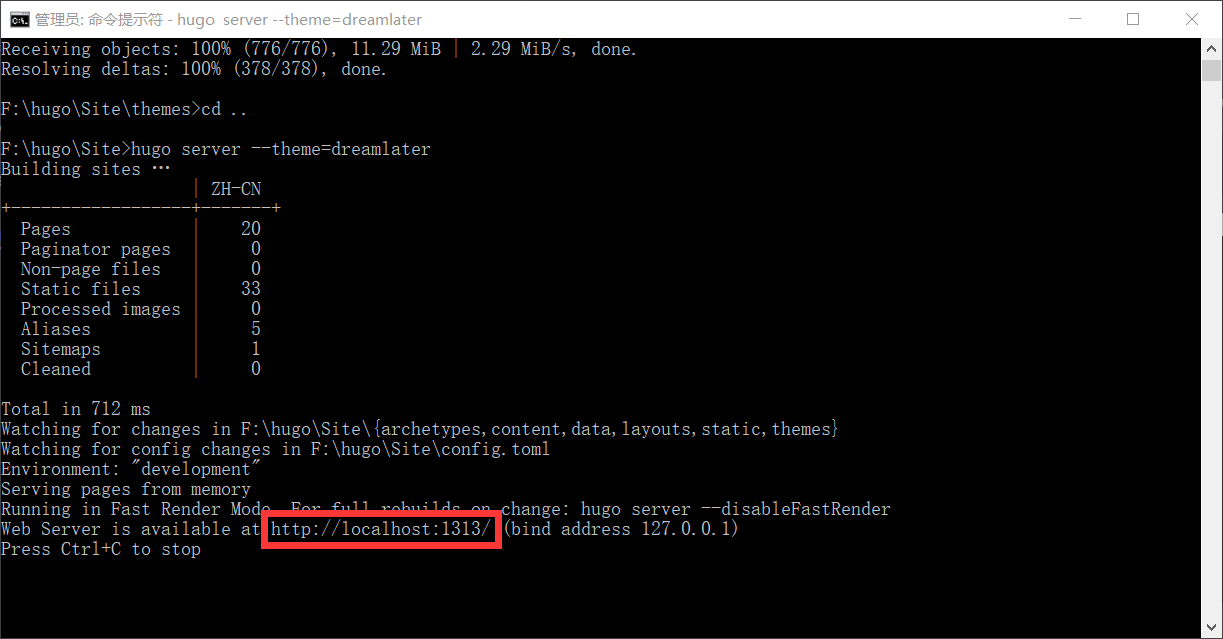 管理员: 命令提示符 - hugo  server --theme=dreamlater
Receiving objects: 100% (776/776), 11.29 MiB | 2.29 MiB/s, done.
Resolving deltas: 100% (378/378), done.
F:\hugo\Site\themes>cd ..
F:\hugo\Site>hugo server --theme=dreamlater
Building sites …
| ZH-CN
+------------------+-------+
Pages | 20
Paginator pages | 0
Non-page files | 0
Static files | 33
Processed images | 0
Aliases | 5
Sitemaps | 1
Cleaned | 0
Total in 712 ms
Watching for changes in F:\hugo\Site\{archetypes,content,data,layouts,static,themes}
Watching for config changes in F:\hugo\Site\config.toml
Environment: "development"
Serving pages from memory
Running in Fast Render Mode. For full rebuilds on change: hugo server --disableFastRender
Web Server is available at http://localhost:1313/ (bind address 127.0.0.1)
Press Ctrl+C to stop